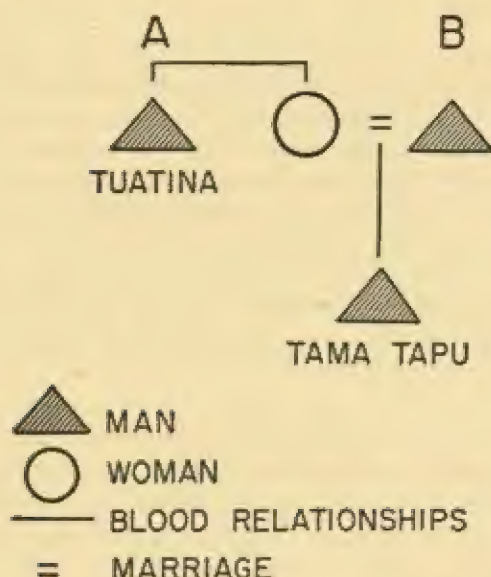 A B
=
TUATINA
TAMA TAPU
MAN
WOMAN
BLOOD RELATIONSHIPS
= MARRIAGE